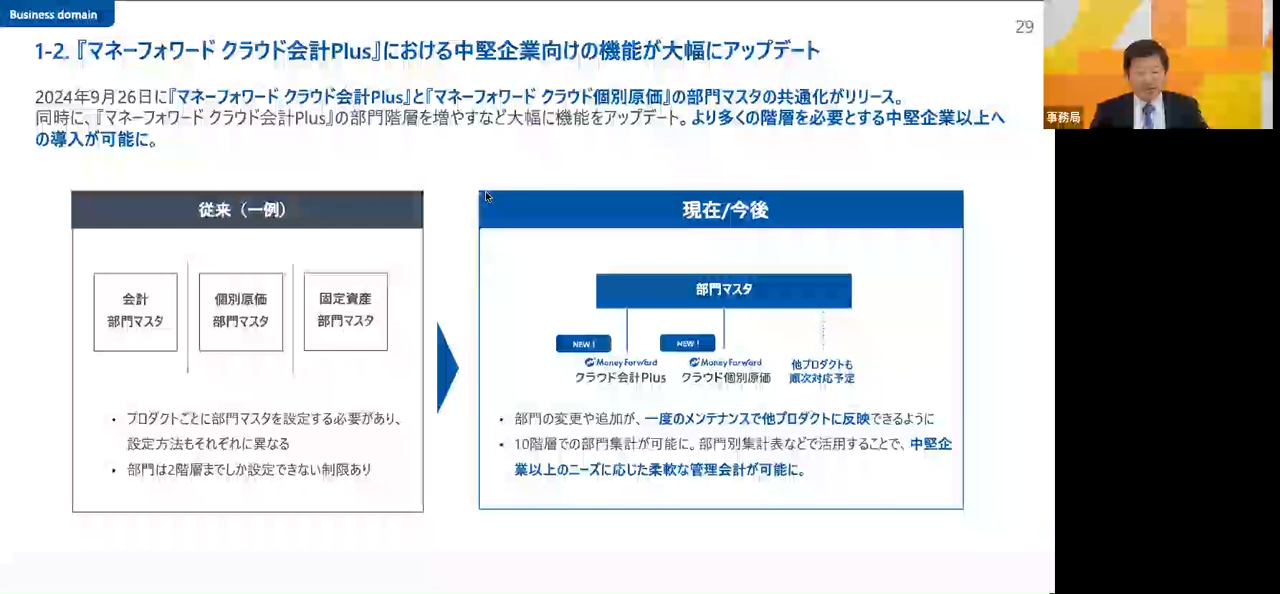 Business domain
29
1-2.『マネーフォワード クラウド会計Plus』における中堅企業向けの機能が大幅にアップデート
2024年9月26日に『マネーフォワード クラウド会計Plus』と『マネーフォワード クラウド個別原価』の部門マスタの共通化がリリース。
同時に、『マネーフォワード クラウド会計Plus』の部門階層を増やすなど大幅に機能をアップデート。より多くの階層を必要とする中堅企業以上へ
の導入が可能に。
事務局
従来（一例）
会計
部門マスタ
個別原価
部門マスタ
固定資産
部門マスタ
・ プロダクトごとに部門マスタを設定する必要があり、
設定方法もそれぞれに異なる
・ 部門は2階層までしか設定できない制限あり
現在/今後
部門マスタ
NEW！
Money Forward
クラウド会計Plus
NEW！
Money Forward
クラウド個別原価
他プロダクトも
順次対応予定
・ 部門の変更や追加が、一度のメンテナンスで他プロダクトに反映できるように
・ 10階層での部門集計が可能に。部門別集計表などで活用することで、中堅企
業以上のニーズに応じた柔軟な管理会計が可能に。